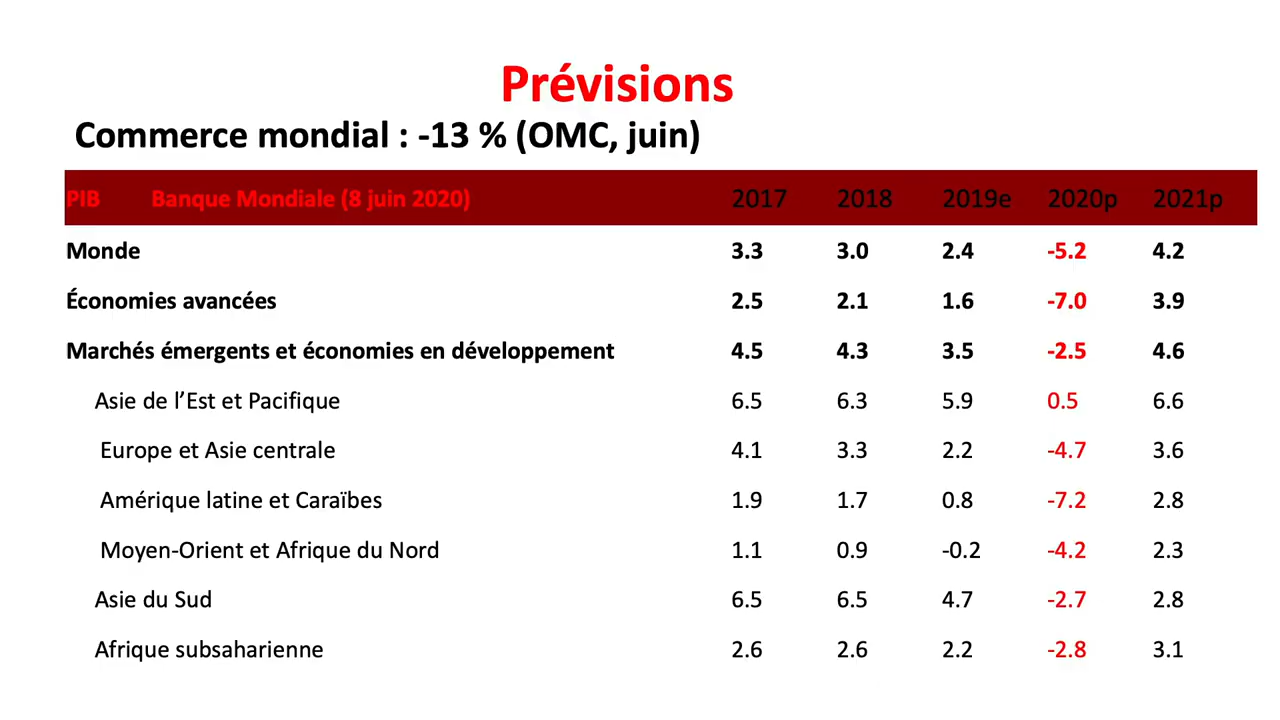 Prévisions
Commerce mondial : -13 % (OMC, juin)
PIB Banque Mondiale (8 juin 2020) 2017 2018 2019e 2020p 2021p
Monde 3.3 3.0 2.4 -5.2 4.2
Économies avancées 2.5 2.1 1.6 -7.0 3.9
Marchés émergents et économies en développement 4.5 4.3 3.5 -2.5 4.6
Asie de l’Est et Pacifique 6.5 6.3 5.9 0.5 6.6
Europe et Asie centrale 4.1 3.3 2.2 -4.7 3.6
Amérique latine et Caraïbes 1.9 1.7 0.8 -7.2 2.8
Moyen-Orient et Afrique du Nord 1.1 0.9 -0.2 -4.2 2.3
Asie du Sud 6.5 6.5 4.7 -2.7 2.8
Afrique subsaharienne 2.6 2.6 2.2 -2.8 3.1